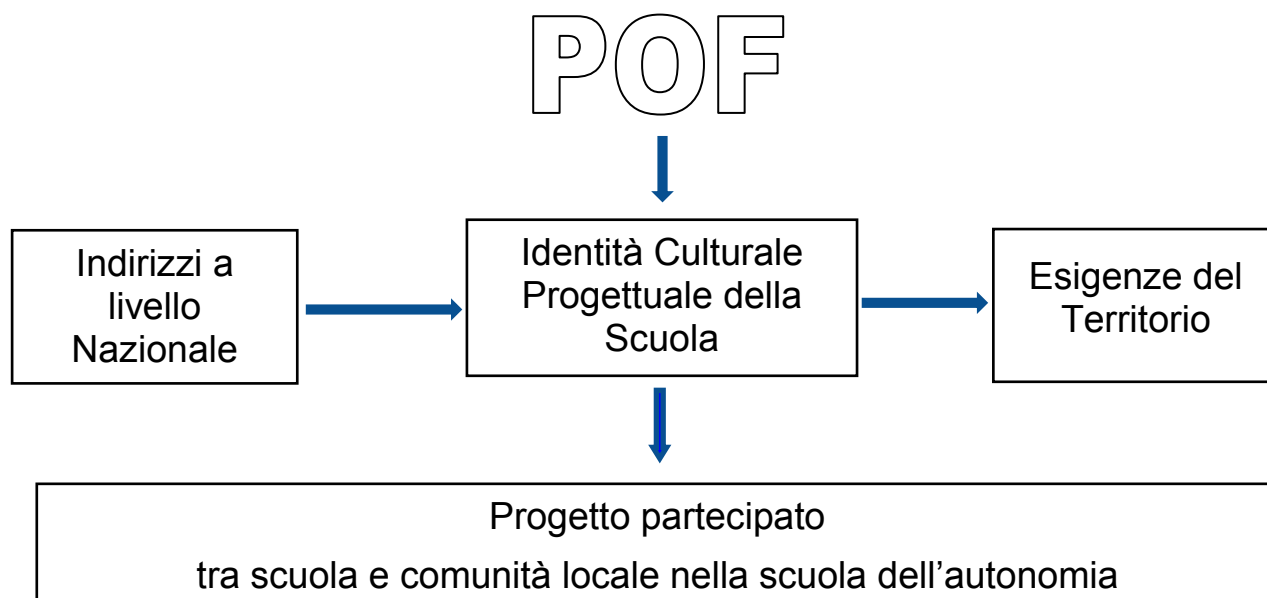 POF
Indirizzi a
livello
Nazionale
Identità Culturale
Progettuale della
Scuola
Esigenze del
Territorio
Progetto partecipato
tra scuola e comunità locale nella scuola dell’autonomia